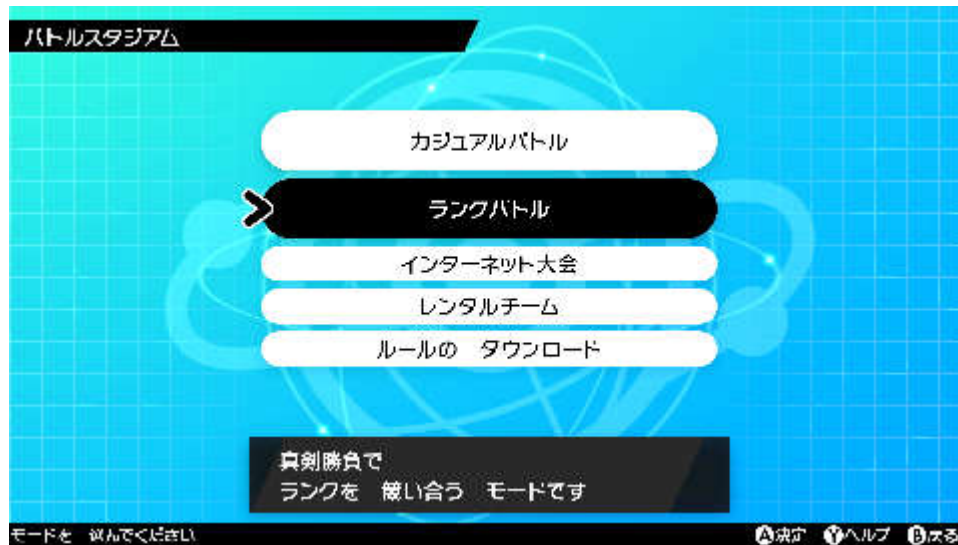 バトルスタジアム
カジュアルバトル
ランクバトル
インターネット大会
レンタルチーム
ルールの　ダウンロード
真剣勝負で
ランクを　競い合う　モードです
モードを　選んでください
Ⓐ決定　Ⓨヘルプ　Ⓑ戻る